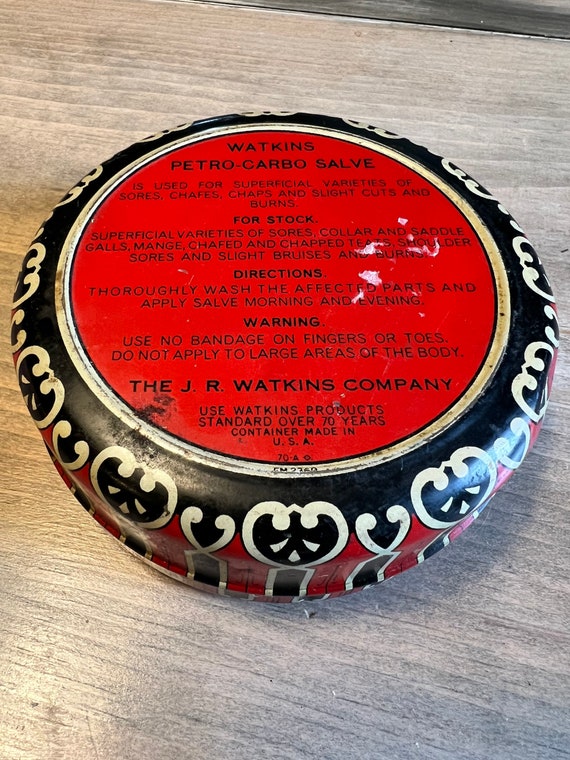 WATKINS
PETRO-CARBO SALVE
IS USED FOR SUPERFICIAL VARIETIES OF
SORES, CHAFES, CHAPS AND SLIGHT CUTS AND
BURNS.
FOR STOCK.
SUPERFICIAL VARIETIES OF SORES, COLLAR AND SADDLE
GALLS, MANGE, CHAFED AND CHAPPED TEATS, SHOULDER
SORES AND SLIGHT BRUISES AND BURNS.
DIRECTIONS.
THOROUGHLY WASH THE AFFECTED PARTS AND
APPLY SALVE MORNING AND EVENING.
WARNING.
USE NO BANDAGE ON FINGERS OR TOES.
DO NOT APPLY TO LARGE AREAS OF THE BODY.
THE J. R. WATKINS COMPANY
USE WATKINS PRODUCTS
STANDARD OVER 70 YEARS
CONTAINER MADE IN
U. S. A.
70-A